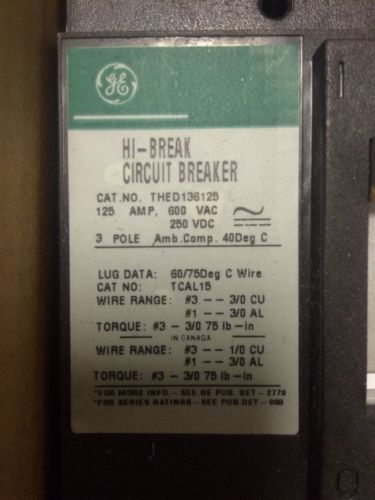 GE
HI-BREAK
CIRCUIT BREAKER
CAT.NO. THED136125
125 AMP, 600 VAC
250 VDC
3 POLE Amb.Comp. 40Deg C
LUG DATA: 60/75Deg C Wire
CAT NO: TCAL15
WIRE RANGE: #3 -- 3/0 CU
#1 -- 3/0 AL
TORQUE: #3 - 3/0 75 lb-in
IN CANADA
WIRE RANGE: #3 -- 1/0 CU
#1 -- 3/0 AL
TORQUE: #3 - 3/0 75 lb-in
*FOR MORE INFO. - SEE GE PUB. DET - 2779
*FOR SERIES RATINGS - SEE PUB. DET - 008